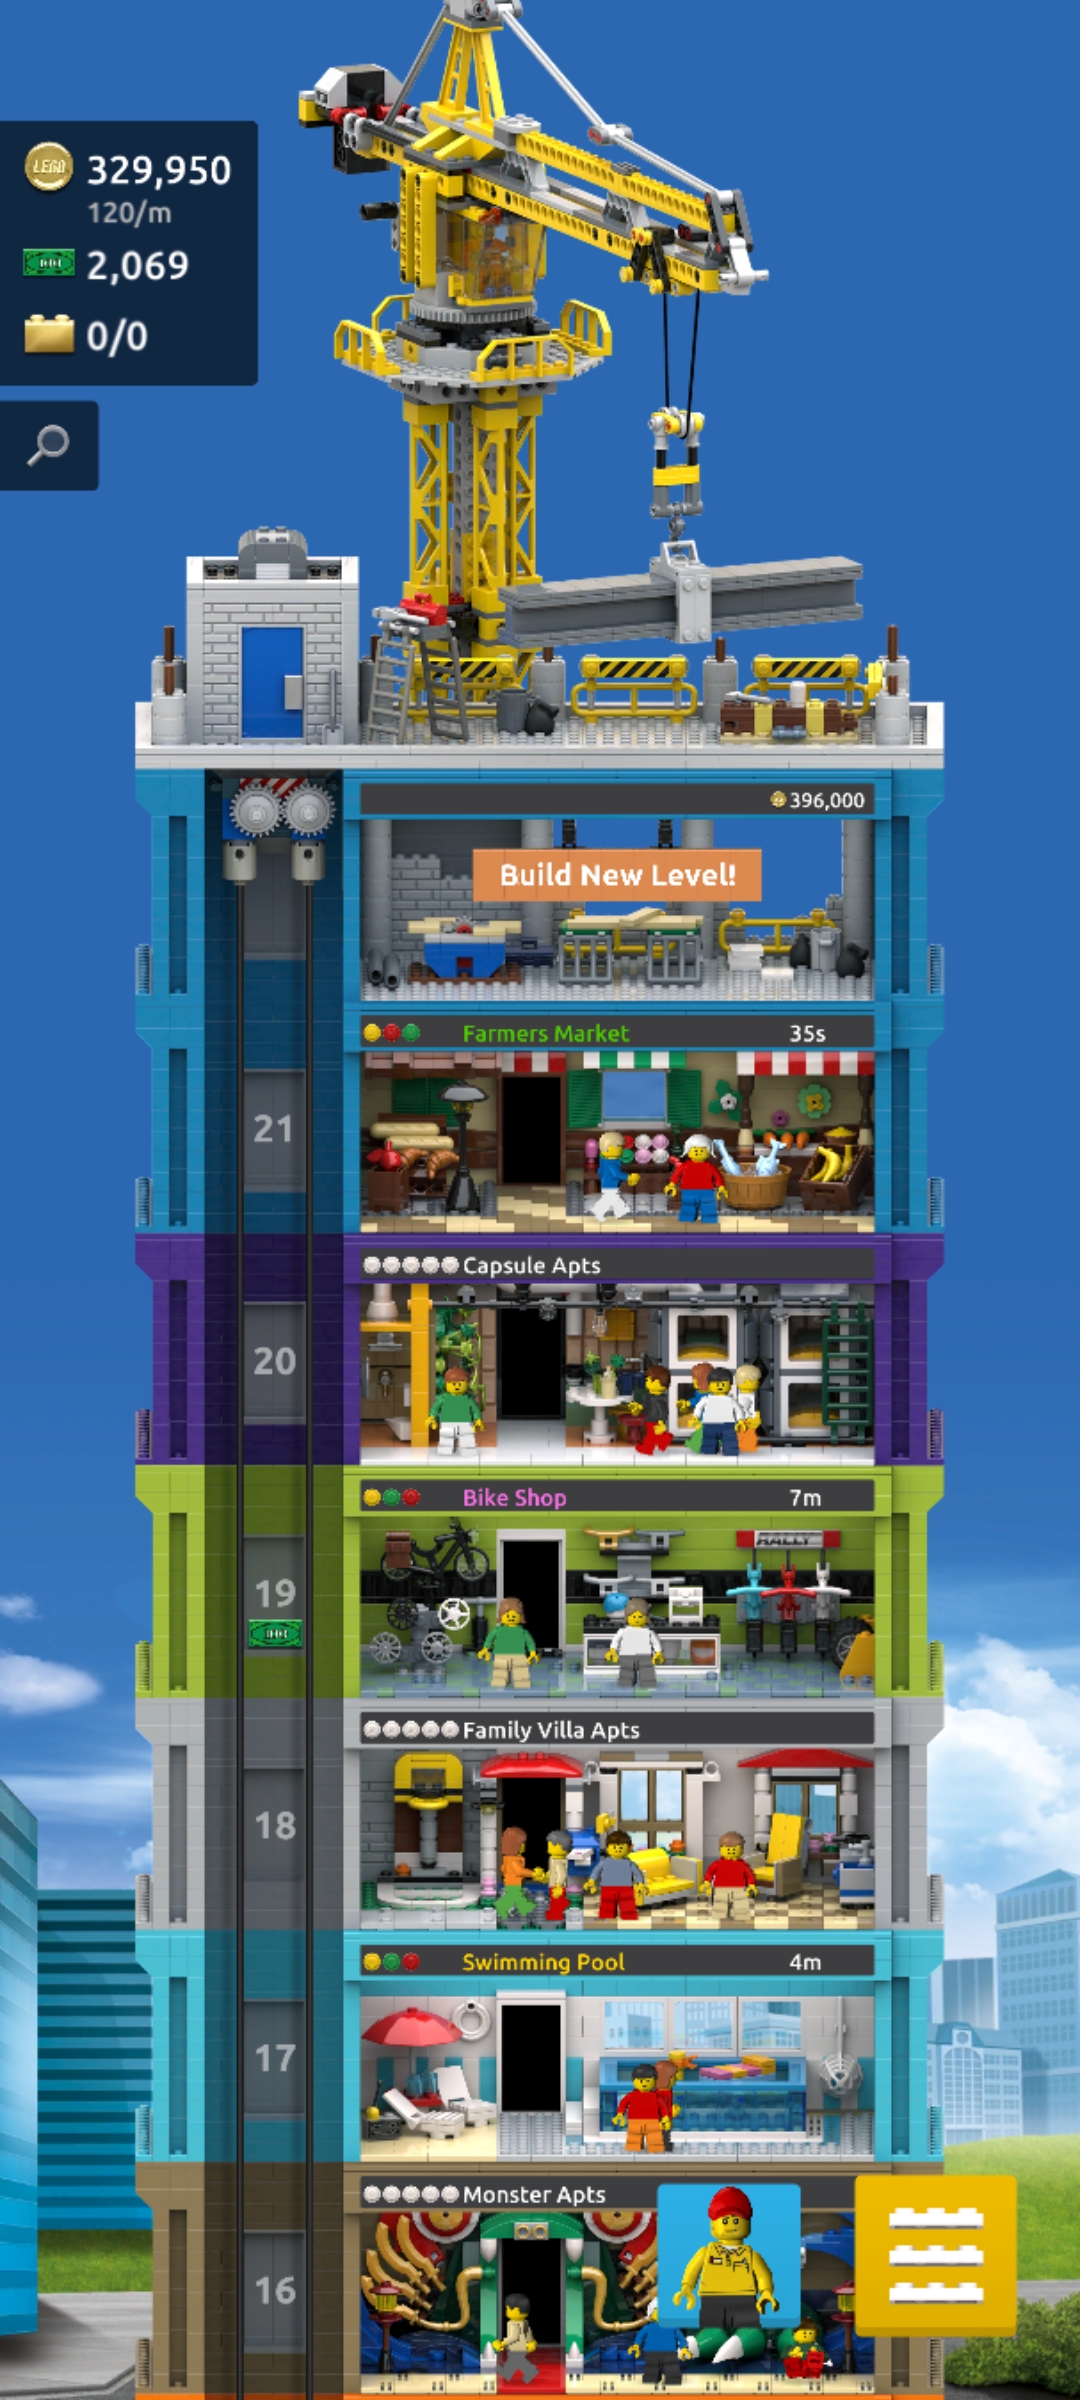 LEGO 329,950
120/m
2,069
0/0
396,000
Build New Level!
Farmers Market 35s
21
Capsule Apts
20
Bike Shop 7m
RALLY
19
Family Villa Apts
18
Swimming Pool 4m
17
Monster Apts
16